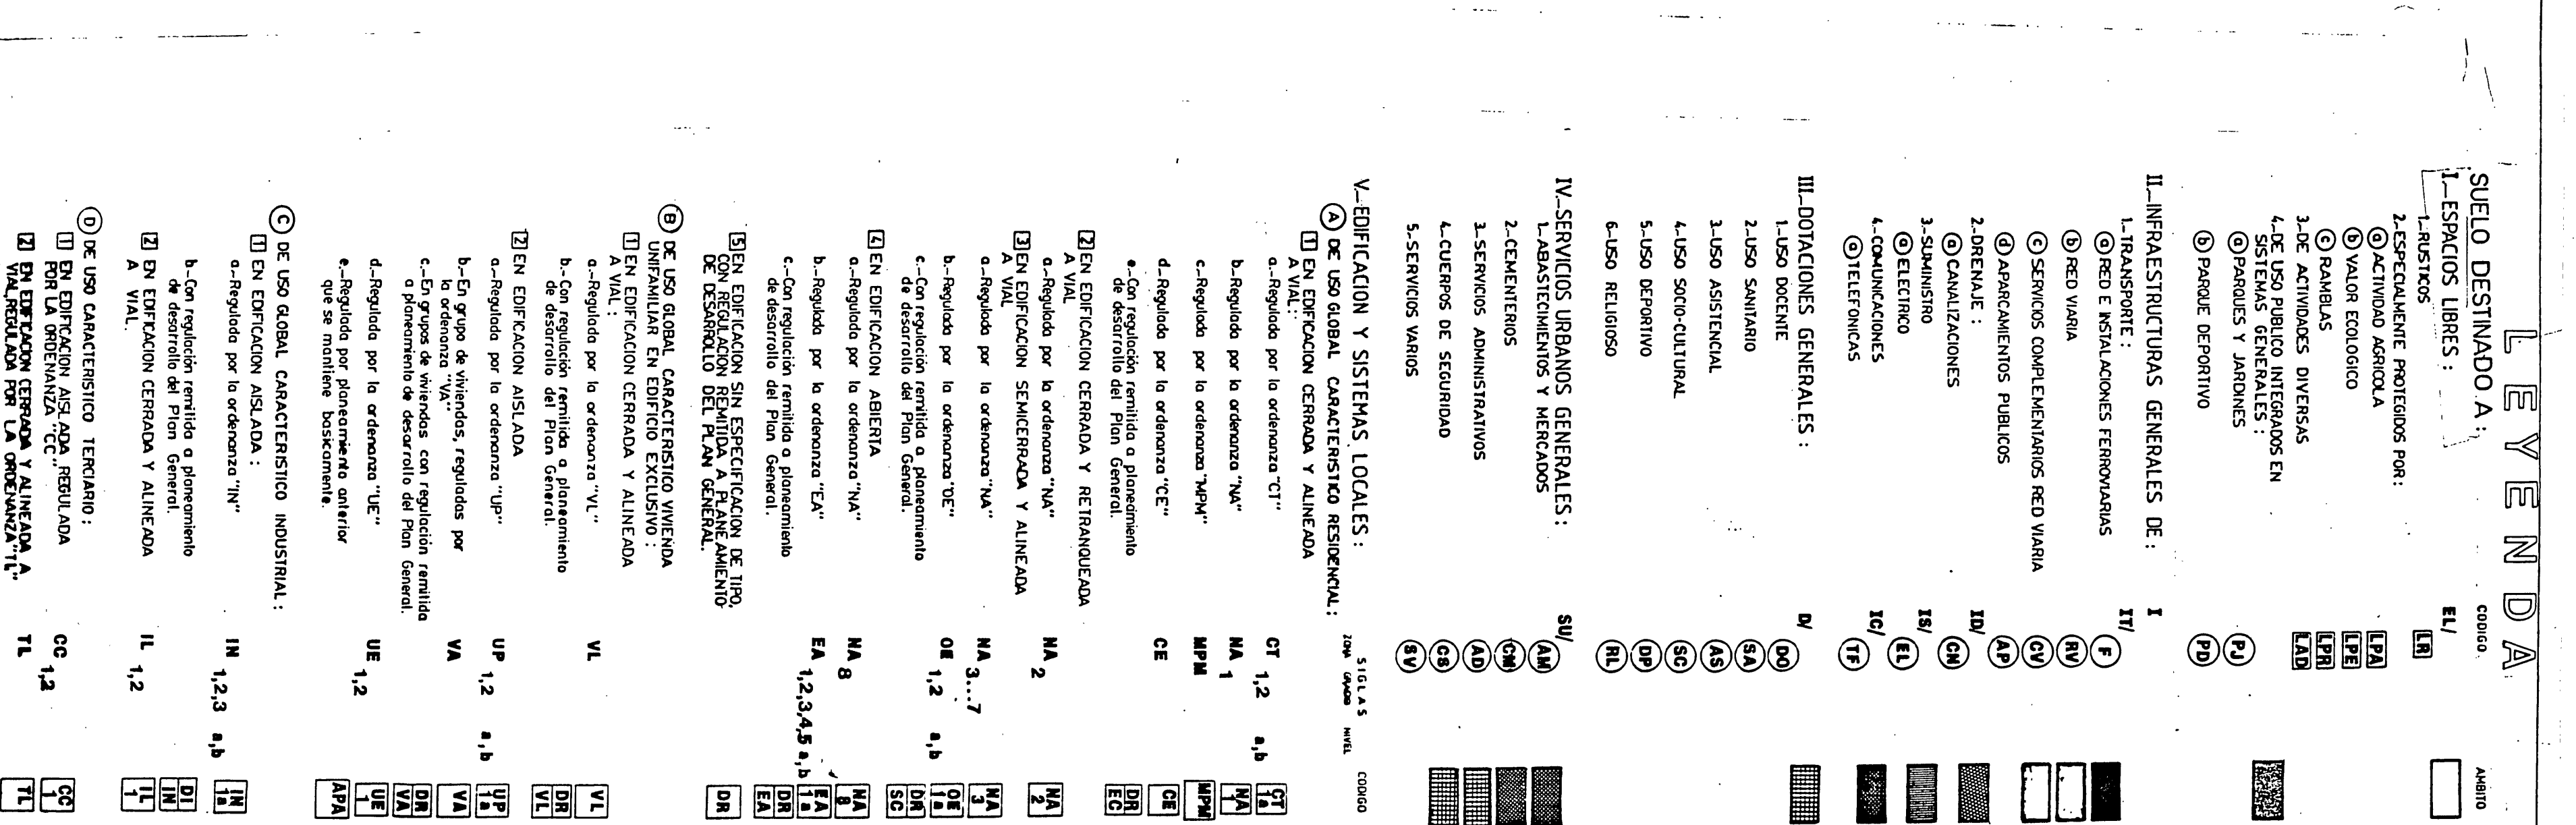 LEYENDA
SUELO DESTINADO A: CODIGO AMBITO
I.-ESPACIOS LIBRES: EL/
1.-RUSTICOS LR
2.-ESPECIALMENTE PROTEGIDOS POR:
a ACTIVIDAD AGRICOLA LPA
b VALOR ECOLOGICO LPE
c RAMBLAS LPR
3.-DE ACTIVIDADES DIVERSAS LAD
4.-DE USO PUBLICO INTEGRADOS EN
SISTEMAS GENERALES:
a PARQUES Y JARDINES PJ
b PARQUE DEPORTIVO PD
II.-INFRAESTRUCTURAS GENERALES DE: I
1.-TRANSPORTE: IT/
a RED E INSTALACIONES FERROVIARIAS F
b RED VIARIA RV
c SERVICIOS COMPLEMENTARIOS RED VIARIA CV
d APARCAMIENTOS PUBLICOS AP
2.-DRENAJE: ID/
a CANALIZACIONES CN
3.-SUMINISTRO IS/
a ELECTRICO EL
4.-COMUNICACIONES IC/
a TELEFONICAS TF
III.-DOTACIONES GENERALES: D/
1.-USO DOCENTE DO
2.-USO SANITARIO SA
3.-USO ASISTENCIAL AS
4.-USO SOCIO-CULTURAL SC
5.-USO DEPORTIVO DP
6.-USO RELIGIOSO RL
IV.-SERVICIOS URBANOS GENERALES: SU/
1.-ABASTECIMIENTOS Y MERCADOS AM
2.-CEMENTERIOS CM
3.-SERVICIOS ADMINISTRATIVOS AD
4.-CUERPOS DE SEGURIDAD CS
5.-SERVICIOS VARIOS SV
V.-EDIFICACION Y SISTEMAS LOCALES: SIGLAS
ZONA GRADO NIVEL CODIGO
A DE USO GLOBAL CARACTERISTICO RESIDENCIAL:
1 EN EDIFICACION CERRADA Y ALINEADA
A VIAL:
a.-Regulada por la ordenanza "CT" CT 1,2 a,b CT 1a
b.-Regulada por la ordenanza "NA" NA 1 NA 1
c.-Regulada por la ordenanza "MPM" MPM MPM
d.-Regulada por la ordenanza "CE" CE CE
e.-Con regulación remitida a planeamiento
de desarrollo del Plan General. DR EC
2 EN EDIFICACION CERRADA Y RETRANQUEADA
A VIAL
a.-Regulada por la ordenanza "NA" NA 2 NA 2
3 EN EDIFICACION SEMICERRADA Y ALINEADA
A VIAL
a.-Regulada por la ordenanza "NA" NA 3...7 NA 3
b.-Regulada por la ordenanza "OE" OE 1,2 a,b OE 1a
c.-Con regulación remitida a planeamiento
de desarrollo del Plan General. DR SC
4 EN EDIFICACION ABIERTA
a.-Regulada por la ordenanza "NA" NA 8 NA 8
b.-Regulada por la ordenanza "EA" EA 1,2,3,4,5 a,b EA 1a
c.-Con regulación remitida a planeamiento
de desarrollo del Plan General. DR EA
5 EN EDIFICACION SIN ESPECIFICACION DE TIPO,
CON REGULACION REMITIDA A PLANEAMIENTO
DE DESARROLLO DEL PLAN GENERAL. DR
B DE USO GLOBAL CARACTERISTICO VIVIENDA
UNIFAMILIAR EN EDIFICIO EXCLUSIVO:
1 EN EDIFICACION CERRADA Y ALINEADA
A VIAL:
a.-Regulada por la ordenanza "VL" VL VL
b.-Con regulación remitida a planeamiento
de desarrollo del Plan General. DR VL
2 EN EDIFICACION AISLADA
a.-Regulada por la ordenanza "UP" UP 1,2 a,b UP 1a
b.-En grupo de viviendas, reguladas por
la ordenanza "VA" VA VA
c.-En grupos de viviendas con regulación remitida
a planeamiento de desarrollo del Plan General. DR VA
d.-Regulada por la ordenanza "UE" UE 1,2 UE 1
e.-Regulada por planeamiento anterior
que se mantiene basicamente. APA
C DE USO GLOBAL CARACTERISTICO INDUSTRIAL:
1 EN EDIFICACION AISLADA:
a.-Regulada por la ordenanza "IN" IN 1,2,3 a,b IN 1a
b.-Con regulación remitida a planeamiento
de desarrollo del Plan General. DI IN
2 EN EDIFICACION CERRADA Y ALINEADA
A VIAL. IL 1,2 IL 1
D DE USO CARACTERISTICO TERCIARIO:
1 EN EDIFICACION AISLADA REGULADA
POR LA ORDENANZA "CC" CC 1,2 CC 1
2 EN EDIFICACION CERRADA Y ALINEADA A
VIAL, REGULADA POR LA ORDENANZA "TL" TL TL